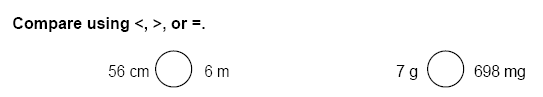 Compare using <, >, or =.
56 cm 6 m 7 g 698 mg